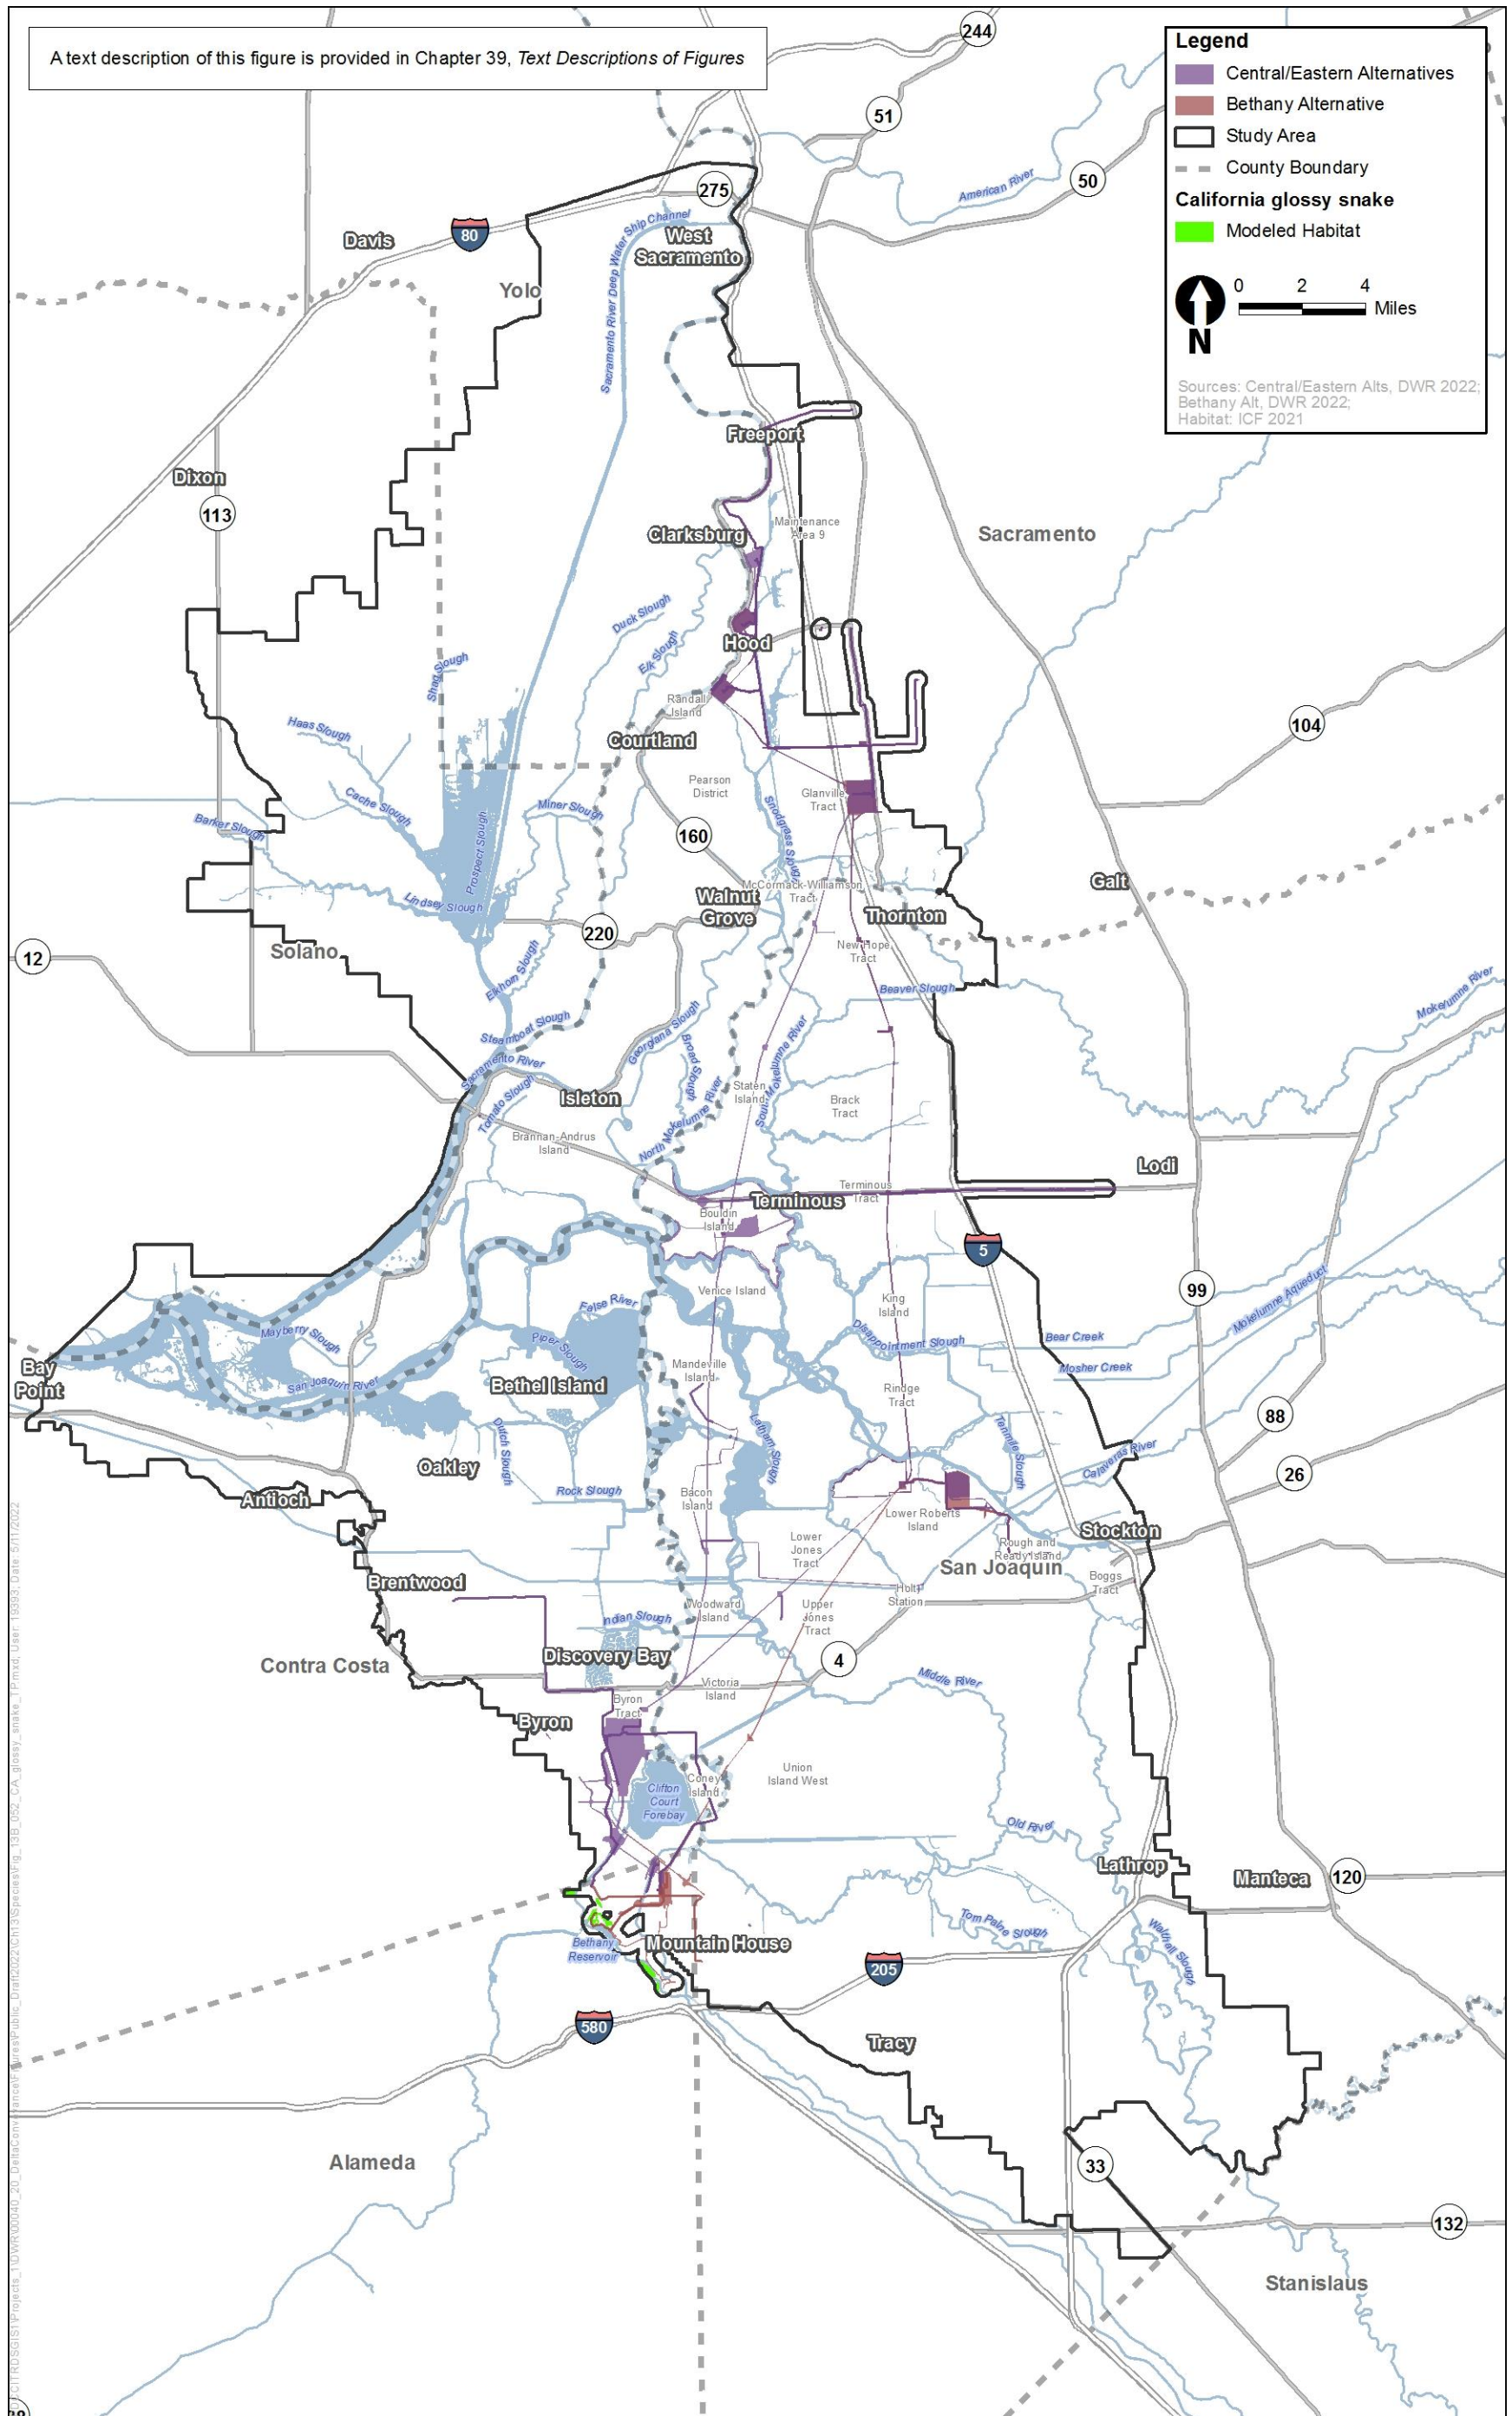 A text description of this figure is provided in Chapter 39, Text Descriptions of Figures
Legend
Central/Eastern Alternatives
Bethany Alternative
Study Area
County Boundary
California glossy snake
Modeled Habitat
0 2 4
Miles
N
Sources: Central/Eastern Alts, DWR 2022;
Bethany Alt, DWR 2022;
Habitat: ICF 2021
244
51
50
American River
275
80
Davis
West
Sacramento
Sacramento River Deep Water Ship Channel
Yolo
Freeport
Dixon
113
Clarksburg
Maintenance
Area 9
Sacramento
Duck Slough
Elk Slough
Hood
Shag Slough
Randall
Island
Haas Slough
Courtland
104
Pearson
District
Glanville
Tract
Cache Slough
Miner Slough
Snodgrass Slough
Barker Slough
Prospect Slough
160
Galt
McCormack-Williamson
Tract
Walnut
Grove
Lindsey Slough
Thornton
220
12
Solano
New Hope
Tract
Elkhorn Slough
Beaver Slough
Mokelumne River
Steamboat Slough
Georgiana Slough
Broad Slough
South Mokelumne River
Sacramento River
Tomato Slough
Isleton
Staten
Island
Brack
Tract
North Mokelumne River
Brannan-Andrus
Island
Lodi
Terminous
Terminous
Tract
Bouldin
Island
5
99
Venice Island
King
Island
Mokelumne Aqueduct
False River
Mayberry Slough
Piper Slough
Disappointment Slough
Bear Creek
Mosher Creek
Bay
Point
San Joaquin River
Bethel Island
Mandeville
Island
Rindge
Tract
88
Dutch Slough
Latham Slough
Tenmile Slough
Calaveras River
Oakley
26
Antioch
Rock Slough
Bacon
Island
Lower Roberts
Island
Stockton
Lower
Jones
Tract
Rough and
Ready Island
San Joaquin
Boggs
Tract
Brentwood
Holt
Station
Woodward
Island
Upper
Jones
Tract
Indian Slough
Discovery Bay
4
Contra Costa
Middle River
Victoria
Island
Byron
Tract
Byron
Union
Island West
Coney
Island
Clifton
Court
Forebay
Old River
Lathrop
Manteca
120
Tom Paine Slough
Walthall Slough
Bethany
Reservoir
Mountain House
205
580
Tracy
Alameda
33
132
Stanislaus